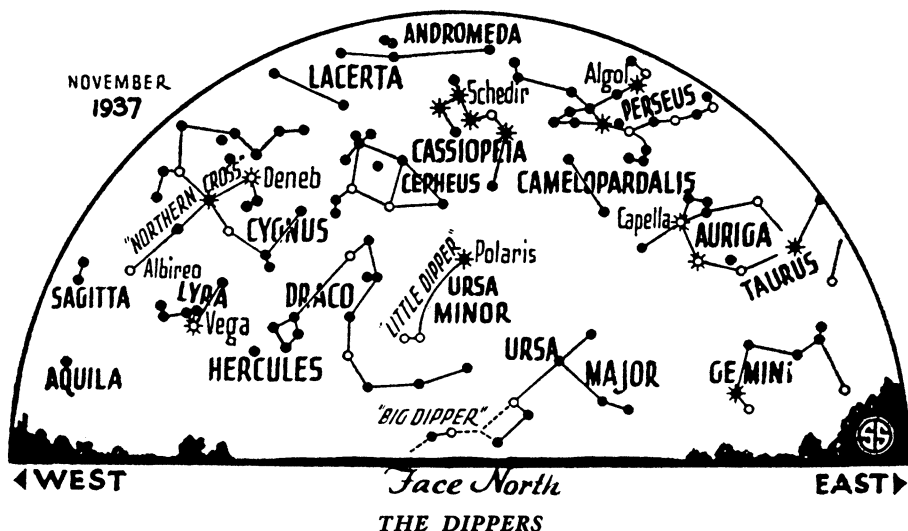 ANDROMEDA
LACERTA
NOVEMBER
1937
Schedir
Algol
PERSEUS
CASSIOPEIA
CEPHEUS
CAMELOPARDALIS
"NORTHERN CROSS"
Deneb
CYGNUS
Capella
AURIGA
TAURUS
Albireo
SAGITTA
LYRA
Vega
DRACO
"LITTLE DIPPER"
Polaris
URSA
MINOR
HERCULES
AQUILA
URSA
MAJOR
GEMINi
"BIG DIPPER"
SS
WEST
Face North
EAST
THE DIPPERS